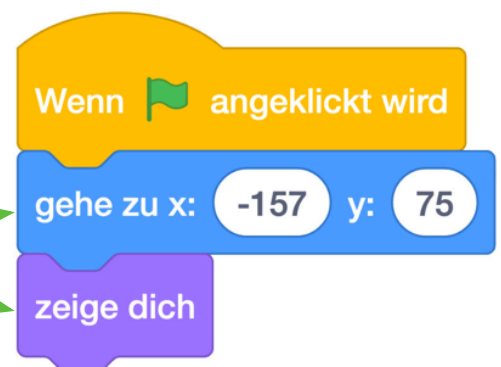 Wenn angeklickt wird
gehe zu x: -157 y: 75
zeige dich